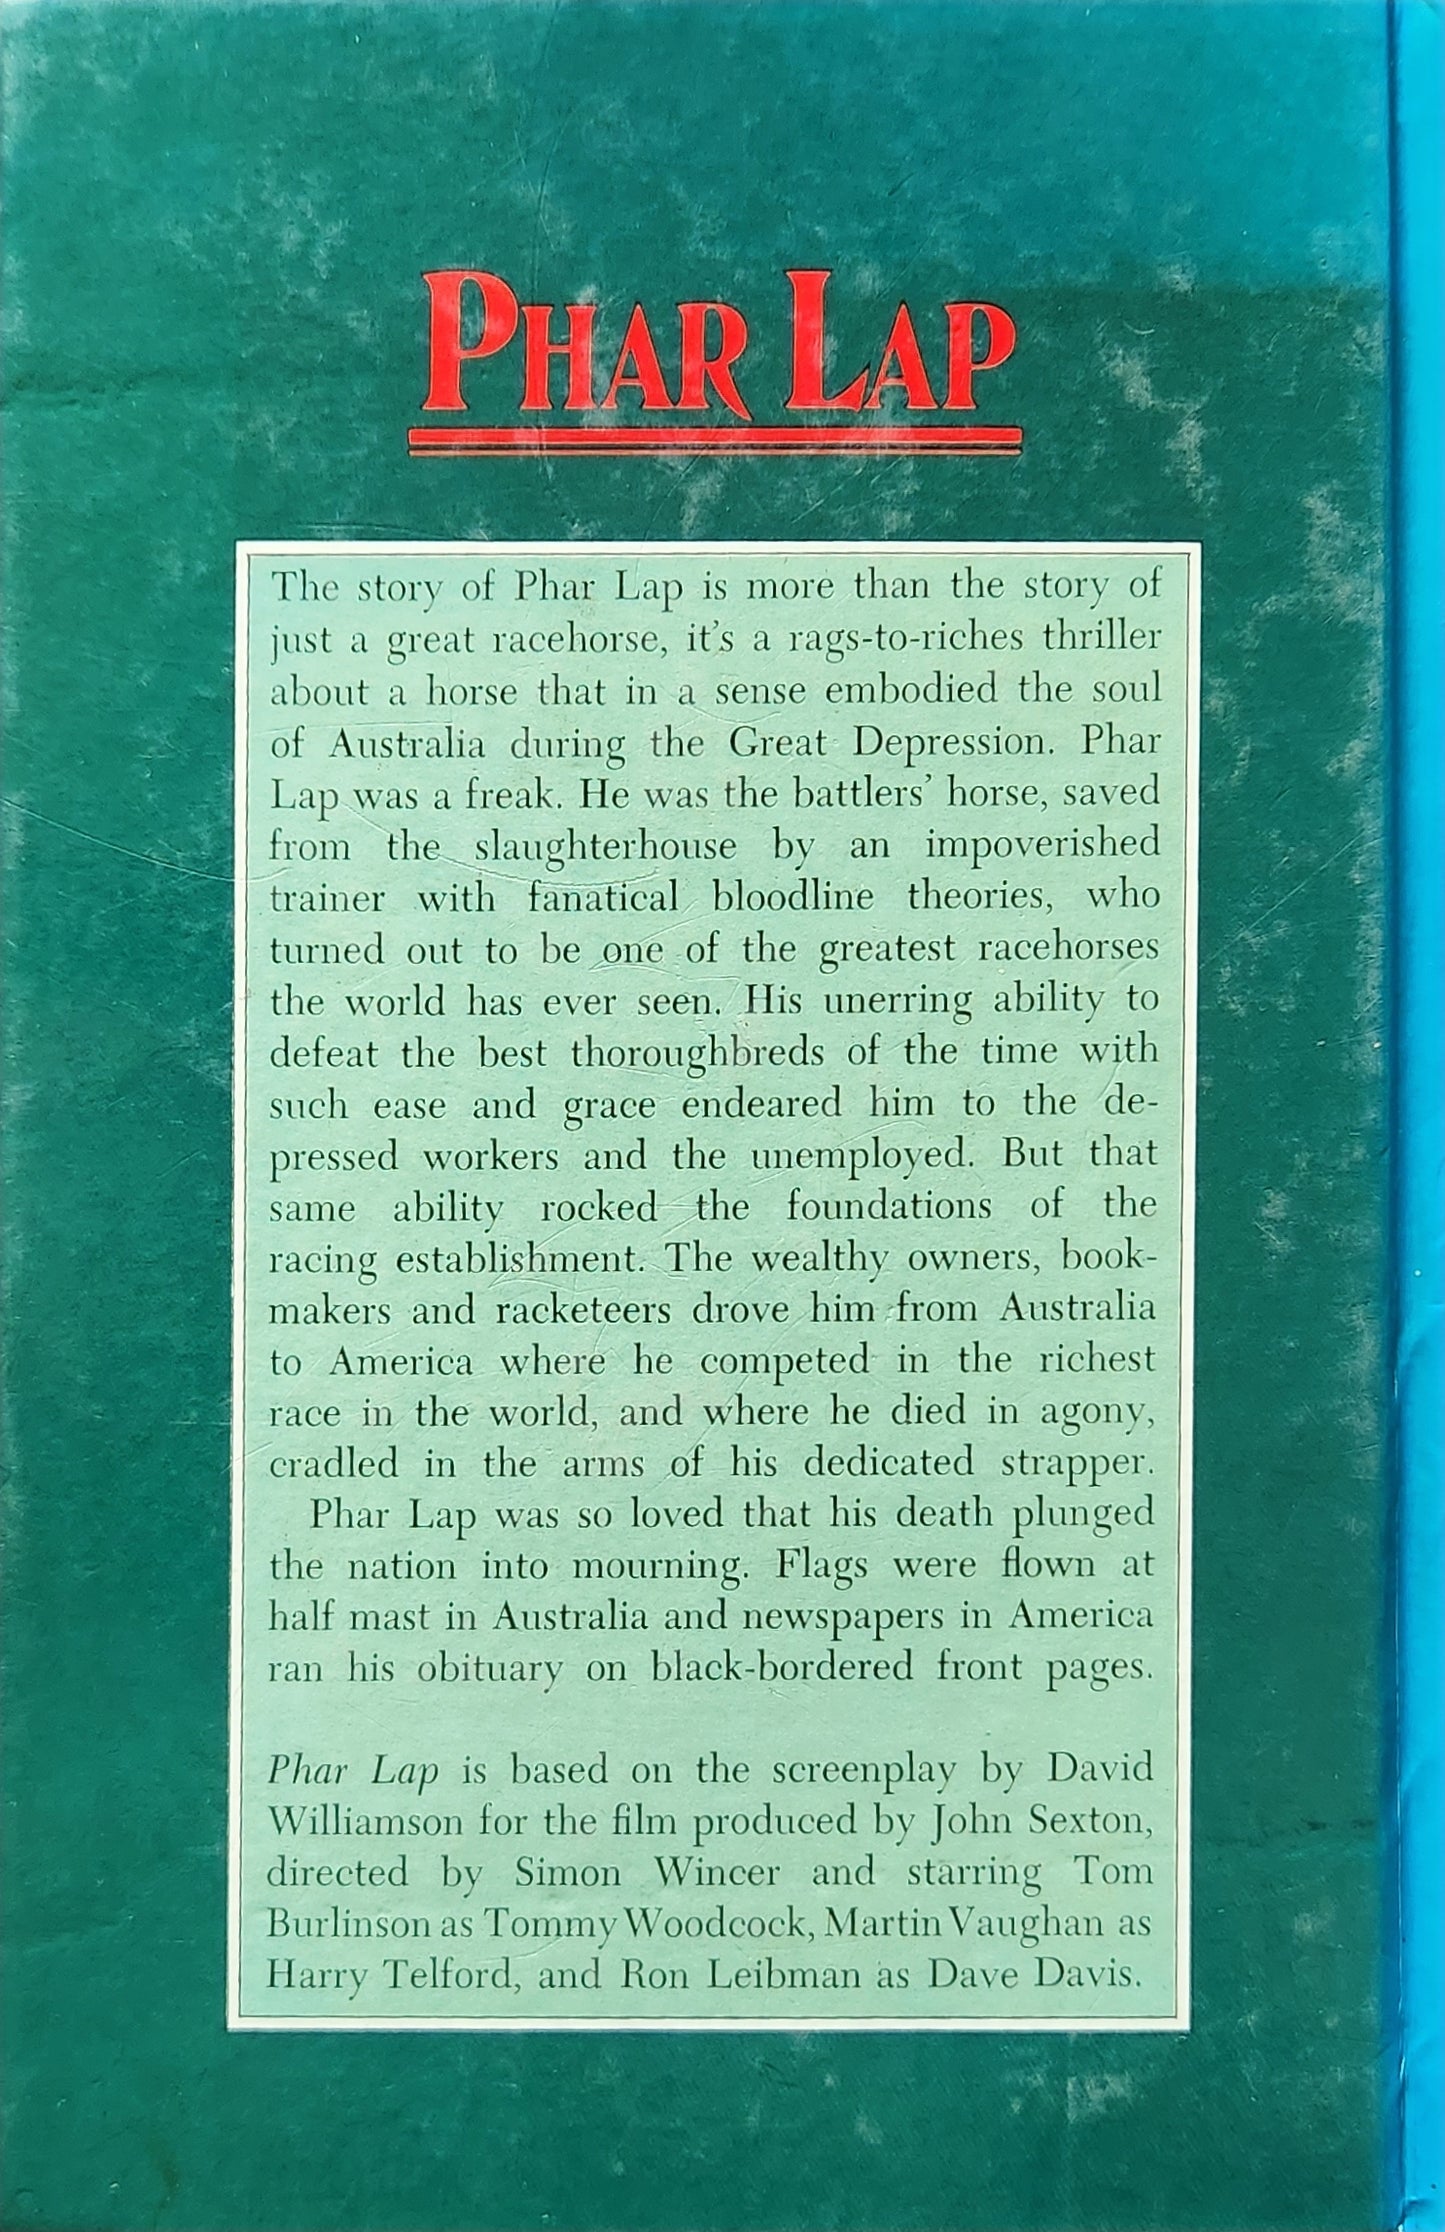 PHAR LAP
The story of Phar Lap is more than the story of
just a great racehorse, it's a rags-to-riches thriller
about a horse that in a sense embodied the soul
of Australia during the Great Depression. Phar
Lap was a freak. He was the battlers' horse, saved
from the slaughterhouse by an impoverished
trainer with fanatical bloodline theories, who
turned out to be one of the greatest racehorses
the world has ever seen. His unerring ability to
defeat the best thoroughbreds of the time with
such ease and grace endeared him to the de-
pressed workers and the unemployed. But that
same ability rocked the foundations of the
racing establishment. The wealthy owners, book-
makers and racketeers drove him from Australia
to America where he competed in the richest
race in the world, and where he died in agony,
cradled in the arms of his dedicated strapper.
Phar Lap was so loved that his death plunged
the nation into mourning. Flags were flown at
half mast in Australia and newspapers in America
ran his obituary on black-bordered front pages.
Phar Lap is based on the screenplay by David
Williamson for the film produced by John Sexton,
directed by Simon Wincer and starring Tom
Burlinson as Tommy Woodcock, Martin Vaughan as
Harry Telford, and Ron Leibman as Dave Davis.